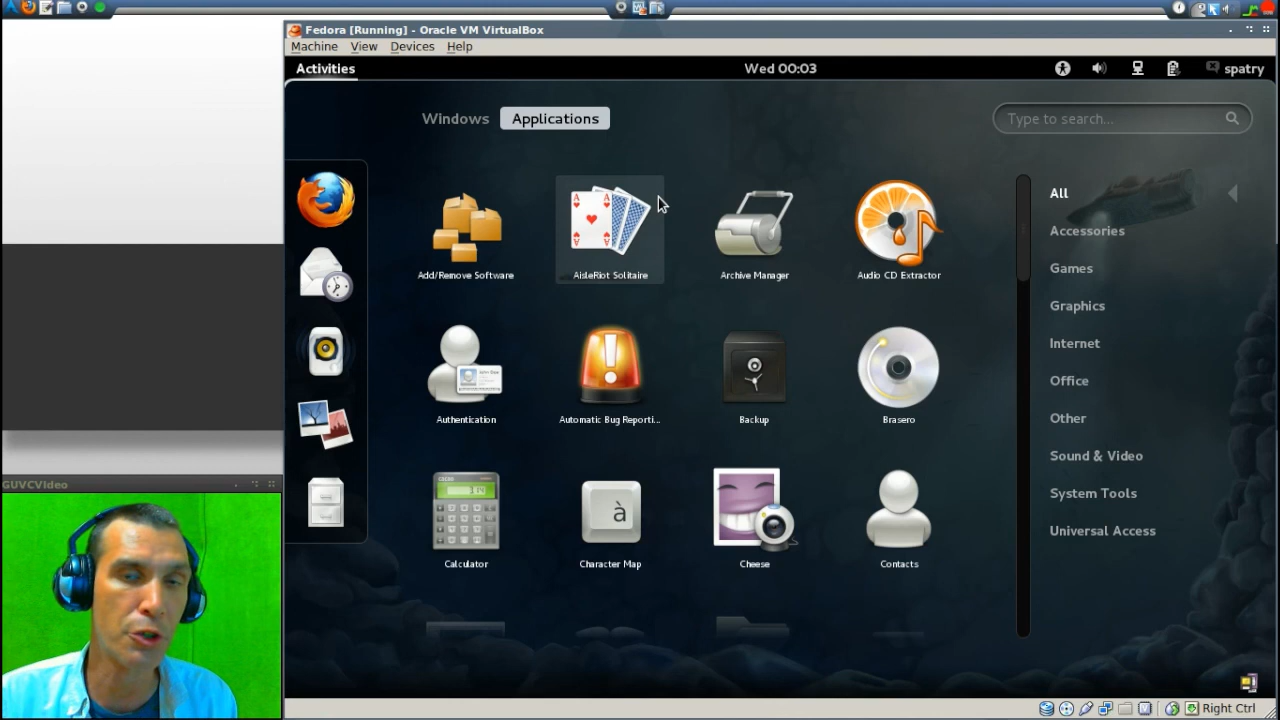 Fedora [Running] - Oracle VM VirtualBox
Machine View Devices Help
Activities
Wed 00:03
spatry
Windows Applications
Type to search...
Add/Remove Software
AisleRiot Solitaire
Archive Manager
Audio CD Extractor
Authentication
Automatic Bug Reporti...
Backup
Brasero
Calculator
Character Map
Cheese
Contacts
All
Accessories
Games
Graphics
Internet
Office
Other
Sound & Video
System Tools
Universal Access
GUVCVideo
Right Ctrl